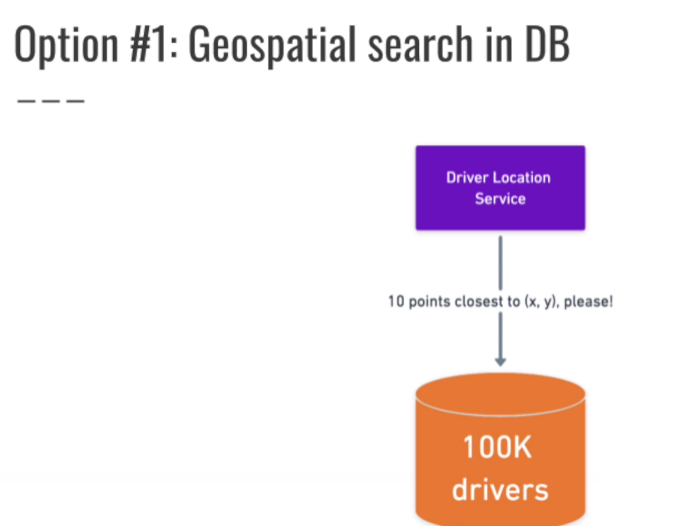 Option #1: Geospatial search in DB
Driver Location
Service
10 points closest to (x, y), please!
100K
drivers